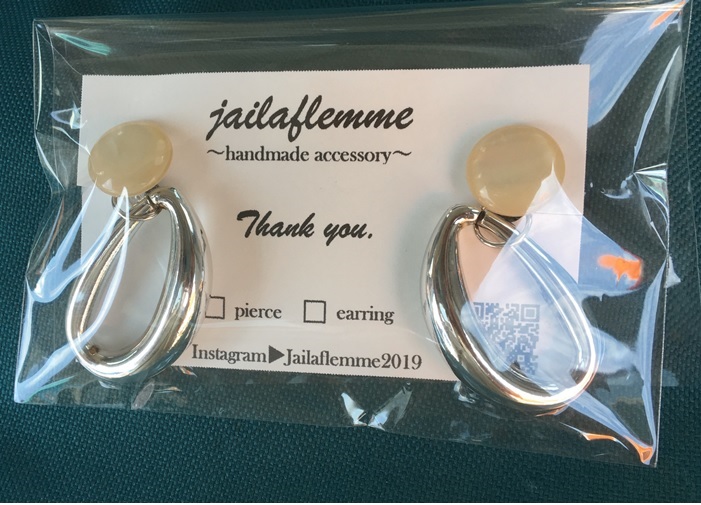 jailaflemme
~handmade accessory~
Thank you.
□ pierce □ earring
Instagram▶Jailaflemme2019